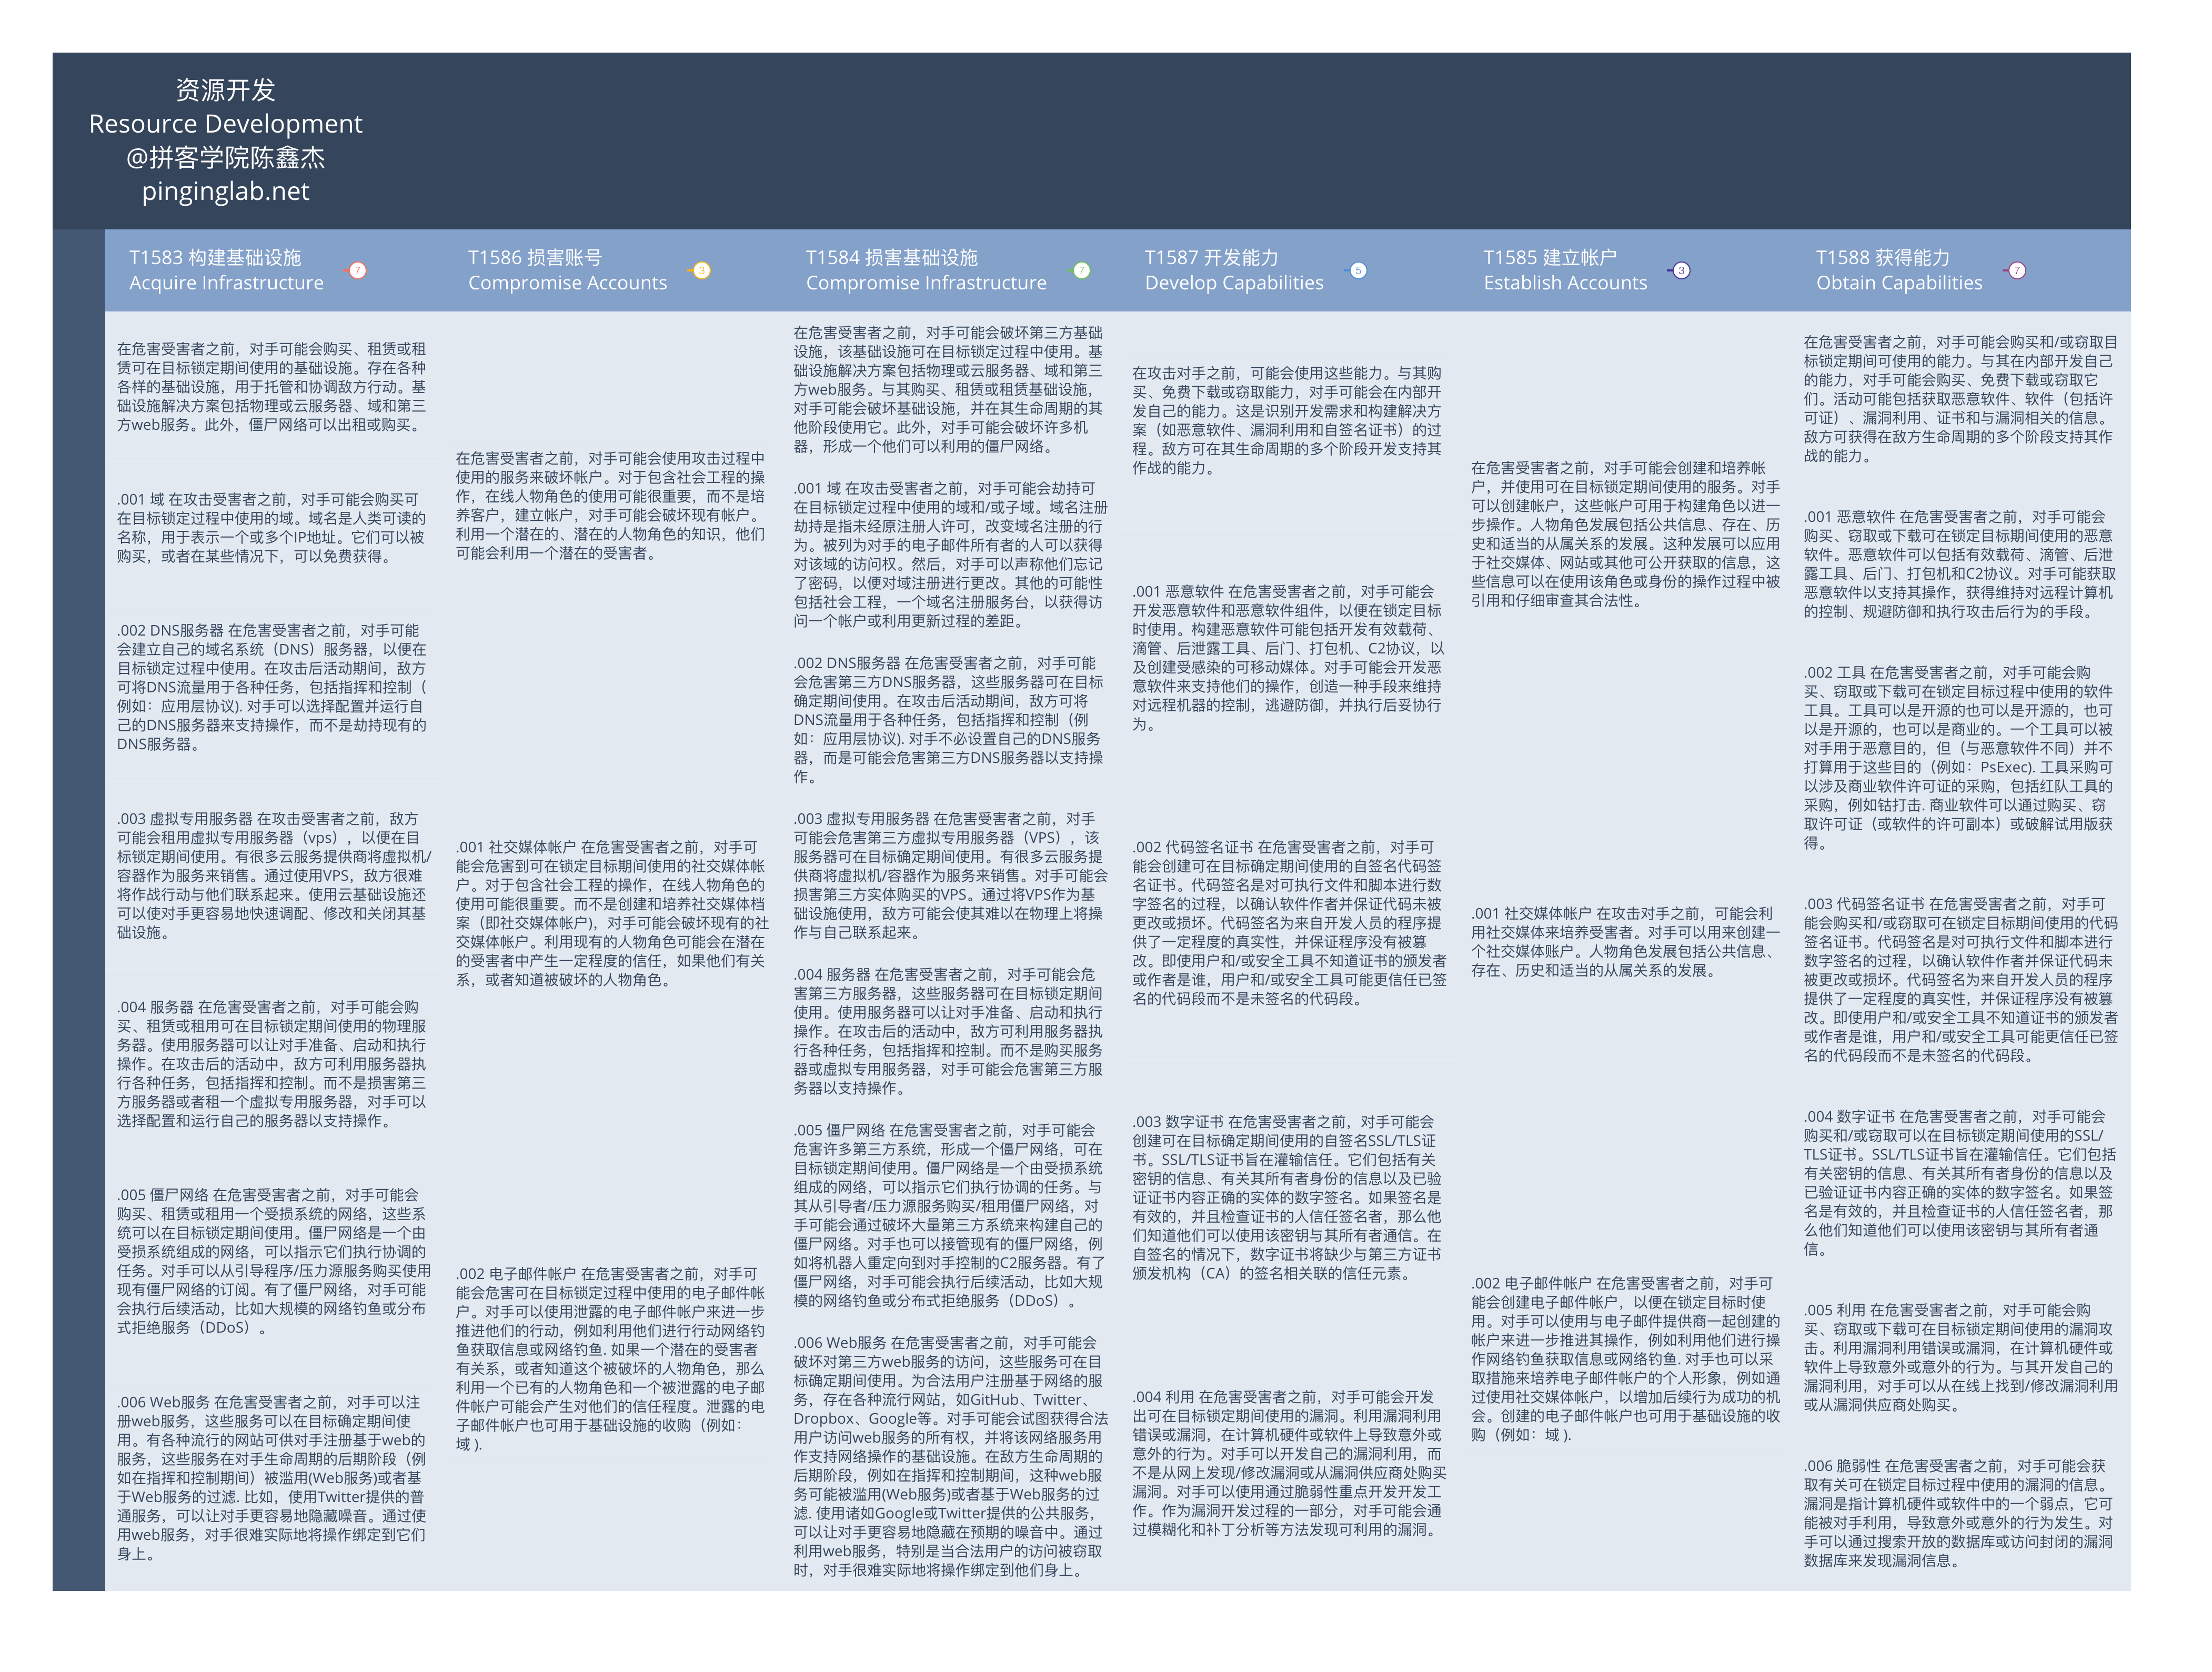 资源开发
Resource Development
@拼客学院陈鑫杰
pinginglab.net
T1583 构建基础设施
Acquire Infrastructure
7
T1586 损害账号
Compromise Accounts
3
T1584 损害基础设施
Compromise Infrastructure
7
T1587 开发能力
Develop Capabilities
5
T1585 建立帐户
Establish Accounts
3
T1588 获得能力
Obtain Capabilities
7
在危害受害者之前，对手可能会购买、租赁或租
赁可在目标锁定期间使用的基础设施。存在各种
各样的基础设施，用于托管和协调敌方行动。基
础设施解决方案包括物理或云服务器、域和第三
方web服务。此外，僵尸网络可以出租或购买。
.001 域 在攻击受害者之前，对手可能会购买可
在目标锁定过程中使用的域。域名是人类可读的
名称，用于表示一个或多个IP地址。它们可以被
购买，或者在某些情况下，可以免费获得。
.002 DNS服务器 在危害受害者之前，对手可能
会建立自己的域名系统（DNS）服务器，以便在
目标锁定过程中使用。在攻击后活动期间，敌方
可将DNS流量用于各种任务，包括指挥和控制（
例如：应用层协议). 对手可以选择配置并运行自
己的DNS服务器来支持操作，而不是劫持现有的
DNS服务器。
.003 虚拟专用服务器 在攻击受害者之前，敌方
可能会租用虚拟专用服务器（vps），以便在目
标锁定期间使用。有很多云服务提供商将虚拟机/
容器作为服务来销售。通过使用VPS，敌方很难
将作战行动与他们联系起来。使用云基础设施还
可以使对手更容易地快速调配、修改和关闭其基
础设施。
.004 服务器 在危害受害者之前，对手可能会购
买、租赁或租用可在目标锁定期间使用的物理服
务器。使用服务器可以让对手准备、启动和执行
操作。在攻击后的活动中，敌方可利用服务器执
行各种任务，包括指挥和控制。而不是损害第三
方服务器或者租一个虚拟专用服务器，对手可以
选择配置和运行自己的服务器以支持操作。
.005 僵尸网络 在危害受害者之前，对手可能会
购买、租赁或租用一个受损系统的网络，这些系
统可以在目标锁定期间使用。僵尸网络是一个由
受损系统组成的网络，可以指示它们执行协调的
任务。对手可以从引导程序/压力源服务购买使用
现有僵尸网络的订阅。有了僵尸网络，对手可能
会执行后续活动，比如大规模的网络钓鱼或分布
式拒绝服务（DDoS）。
.006 Web服务 在危害受害者之前，对手可以注
册web服务，这些服务可以在目标确定期间使
用。有各种流行的网站可供对手注册基于web的
服务，这些服务在对手生命周期的后期阶段（例
如在指挥和控制期间）被滥用(Web服务)或者基
于Web服务的过滤. 比如，使用Twitter提供的普
通服务，可以让对手更容易地隐藏噪音。通过使
用web服务，对手很难实际地将操作绑定到它们
身上。
在危害受害者之前，对手可能会使用攻击过程中
使用的服务来破坏帐户。对于包含社会工程的操
作，在线人物角色的使用可能很重要，而不是培
养客户，建立帐户，对手可能会破坏现有帐户。
利用一个潜在的、潜在的人物角色的知识，他们
可能会利用一个潜在的受害者。
.001 社交媒体帐户 在危害受害者之前，对手可
能会危害到可在锁定目标期间使用的社交媒体帐
户。对于包含社会工程的操作，在线人物角色的
使用可能很重要。而不是创建和培养社交媒体档
案（即社交媒体帐户)，对手可能会破坏现有的社
交媒体帐户。利用现有的人物角色可能会在潜在
的受害者中产生一定程度的信任，如果他们有关
系，或者知道被破坏的人物角色。
.002 电子邮件帐户 在危害受害者之前，对手可
能会危害可在目标锁定过程中使用的电子邮件帐
户。对手可以使用泄露的电子邮件帐户来进一步
推进他们的行动，例如利用他们进行行动网络钓
鱼获取信息或网络钓鱼. 如果一个潜在的受害者
有关系，或者知道这个被破坏的人物角色，那么
利用一个已有的人物角色和一个被泄露的电子邮
件帐户可能会产生对他们的信任程度。泄露的电
子邮件帐户也可用于基础设施的收购（例如：
域 ).
在危害受害者之前，对手可能会破坏第三方基础
设施，该基础设施可在目标锁定过程中使用。基
础设施解决方案包括物理或云服务器、域和第三
方web服务。与其购买、租赁或租赁基础设施，
对手可能会破坏基础设施，并在其生命周期的其
他阶段使用它。此外，对手可能会破坏许多机
器，形成一个他们可以利用的僵尸网络。
.001 域 在攻击受害者之前，对手可能会劫持可
在目标锁定过程中使用的域和/或子域。域名注册
劫持是指未经原注册人许可，改变域名注册的行
为。被列为对手的电子邮件所有者的人可以获得
对该域的访问权。然后，对手可以声称他们忘记
了密码，以便对域注册进行更改。其他的可能性
包括社会工程，一个域名注册服务台，以获得访
问一个帐户或利用更新过程的差距。
.002 DNS服务器 在危害受害者之前，对手可能
会危害第三方DNS服务器，这些服务器可在目标
确定期间使用。在攻击后活动期间，敌方可将
DNS流量用于各种任务，包括指挥和控制（例
如：应用层协议). 对手不必设置自己的DNS服务
器，而是可能会危害第三方DNS服务器以支持操
作。
.003 虚拟专用服务器 在危害受害者之前，对手
可能会危害第三方虚拟专用服务器（VPS），该
服务器可在目标确定期间使用。有很多云服务提
供商将虚拟机/容器作为服务来销售。对手可能会
损害第三方实体购买的VPS。通过将VPS作为基
础设施使用，敌方可能会使其难以在物理上将操
作与自己联系起来。
.004 服务器 在危害受害者之前，对手可能会危
害第三方服务器，这些服务器可在目标锁定期间
使用。使用服务器可以让对手准备、启动和执行
操作。在攻击后的活动中，敌方可利用服务器执
行各种任务，包括指挥和控制。而不是购买服务
器或虚拟专用服务器，对手可能会危害第三方服
务器以支持操作。
.005 僵尸网络 在危害受害者之前，对手可能会
危害许多第三方系统，形成一个僵尸网络，可在
目标锁定期间使用。僵尸网络是一个由受损系统
组成的网络，可以指示它们执行协调的任务。与
其从引导者/压力源服务购买/租用僵尸网络，对
手可能会通过破坏大量第三方系统来构建自己的
僵尸网络。对手也可以接管现有的僵尸网络，例
如将机器人重定向到对手控制的C2服务器。有了
僵尸网络，对手可能会执行后续活动，比如大规
模的网络钓鱼或分布式拒绝服务（DDoS）。
.006 Web服务 在危害受害者之前，对手可能会
破坏对第三方web服务的访问，这些服务可在目
标确定期间使用。为合法用户注册基于网络的服
务，存在各种流行网站，如GitHub、Twitter、
Dropbox、Google等。对手可能会试图获得合法
用户访问web服务的所有权，并将该网络服务用
作支持网络操作的基础设施。在敌方生命周期的
后期阶段，例如在指挥和控制期间，这种web服
务可能被滥用(Web服务)或者基于Web服务的过
滤. 使用诸如Google或Twitter提供的公共服务，
可以让对手更容易地隐藏在预期的噪音中。通过
利用web服务，特别是当合法用户的访问被窃取
时，对手很难实际地将操作绑定到他们身上。
在攻击对手之前，可能会使用这些能力。与其购
买、免费下载或窃取能力，对手可能会在内部开
发自己的能力。这是识别开发需求和构建解决方
案（如恶意软件、漏洞利用和自签名证书）的过
程。敌方可在其生命周期的多个阶段开发支持其
作战的能力。
.001 恶意软件 在危害受害者之前，对手可能会
开发恶意软件和恶意软件组件，以便在锁定目标
时使用。构建恶意软件可能包括开发有效载荷、
滴管、后泄露工具、后门、打包机、C2协议，以
及创建受感染的可移动媒体。对手可能会开发恶
意软件来支持他们的操作，创造一种手段来维持
对远程机器的控制，逃避防御，并执行后妥协行
为。
.002 代码签名证书 在危害受害者之前，对手可
能会创建可在目标确定期间使用的自签名代码签
名证书。代码签名是对可执行文件和脚本进行数
字签名的过程，以确认软件作者并保证代码未被
更改或损坏。代码签名为来自开发人员的程序提
供了一定程度的真实性，并保证程序没有被篡
改。即使用户和/或安全工具不知道证书的颁发者
或作者是谁，用户和/或安全工具可能更信任已签
名的代码段而不是未签名的代码段。
.003 数字证书 在危害受害者之前，对手可能会
创建可在目标确定期间使用的自签名SSL/TLS证
书。SSL/TLS证书旨在灌输信任。它们包括有关
密钥的信息、有关其所有者身份的信息以及已验
证证书内容正确的实体的数字签名。如果签名是
有效的，并且检查证书的人信任签名者，那么他
们知道他们可以使用该密钥与其所有者通信。在
自签名的情况下，数字证书将缺少与第三方证书
颁发机构（CA）的签名相关联的信任元素。
.004 利用 在危害受害者之前，对手可能会开发
出可在目标锁定期间使用的漏洞。利用漏洞利用
错误或漏洞，在计算机硬件或软件上导致意外或
意外的行为。对手可以开发自己的漏洞利用，而
不是从网上发现/修改漏洞或从漏洞供应商处购买
漏洞。对手可以使用通过脆弱性重点开发开发工
作。作为漏洞开发过程的一部分，对手可能会通
过模糊化和补丁分析等方法发现可利用的漏洞。
在危害受害者之前，对手可能会创建和培养帐
户，并使用可在目标锁定期间使用的服务。对手
可以创建帐户，这些帐户可用于构建角色以进一
步操作。人物角色发展包括公共信息、存在、历
史和适当的从属关系的发展。这种发展可以应用
于社交媒体、网站或其他可公开获取的信息，这
些信息可以在使用该角色或身份的操作过程中被
引用和仔细审查其合法性。
.001 社交媒体帐户 在攻击对手之前，可能会利
用社交媒体来培养受害者。对手可以用来创建一
个社交媒体账户。人物角色发展包括公共信息、
存在、历史和适当的从属关系的发展。
.002 电子邮件帐户 在危害受害者之前，对手可
能会创建电子邮件帐户，以便在锁定目标时使
用。对手可以使用与电子邮件提供商一起创建的
帐户来进一步推进其操作，例如利用他们进行操
作网络钓鱼获取信息或网络钓鱼. 对手也可以采
取措施来培养电子邮件帐户的个人形象，例如通
过使用社交媒体帐户，以增加后续行为成功的机
会。创建的电子邮件帐户也可用于基础设施的收
购（例如：域 ).
在危害受害者之前，对手可能会购买和/或窃取目
标锁定期间可使用的能力。与其在内部开发自己
的能力，对手可能会购买、免费下载或窃取它
们。活动可能包括获取恶意软件、软件（包括许
可证）、漏洞利用、证书和与漏洞相关的信息。
敌方可获得在敌方生命周期的多个阶段支持其作
战的能力。
.001 恶意软件 在危害受害者之前，对手可能会
购买、窃取或下载可在锁定目标期间使用的恶意
软件。恶意软件可以包括有效载荷、滴管、后泄
露工具、后门、打包机和C2协议。对手可能获取
恶意软件以支持其操作，获得维持对远程计算机
的控制、规避防御和执行攻击后行为的手段。
.002 工具 在危害受害者之前，对手可能会购
买、窃取或下载可在锁定目标过程中使用的软件
工具。工具可以是开源的也可以是开源的，也可
以是开源的，也可以是商业的。一个工具可以被
对手用于恶意目的，但（与恶意软件不同）并不
打算用于这些目的（例如：PsExec). 工具采购可
以涉及商业软件许可证的采购，包括红队工具的
采购，例如钴打击. 商业软件可以通过购买、窃
取许可证（或软件的许可副本）或破解试用版获
得。
.003 代码签名证书 在危害受害者之前，对手可
能会购买和/或窃取可在锁定目标期间使用的代码
签名证书。代码签名是对可执行文件和脚本进行
数字签名的过程，以确认软件作者并保证代码未
被更改或损坏。代码签名为来自开发人员的程序
提供了一定程度的真实性，并保证程序没有被篡
改。即使用户和/或安全工具不知道证书的颁发者
或作者是谁，用户和/或安全工具可能更信任已签
名的代码段而不是未签名的代码段。
.004 数字证书 在危害受害者之前，对手可能会
购买和/或窃取可以在目标锁定期间使用的SSL/
TLS证书。SSL/TLS证书旨在灌输信任。它们包括
有关密钥的信息、有关其所有者身份的信息以及
已验证证书内容正确的实体的数字签名。如果签
名是有效的，并且检查证书的人信任签名者，那
么他们知道他们可以使用该密钥与其所有者通
信。
.005 利用 在危害受害者之前，对手可能会购
买、窃取或下载可在目标锁定期间使用的漏洞攻
击。利用漏洞利用错误或漏洞，在计算机硬件或
软件上导致意外或意外的行为。与其开发自己的
漏洞利用，对手可以从在线上找到/修改漏洞利用
或从漏洞供应商处购买。
.006 脆弱性 在危害受害者之前，对手可能会获
取有关可在锁定目标过程中使用的漏洞的信息。
漏洞是指计算机硬件或软件中的一个弱点，它可
能被对手利用，导致意外或意外的行为发生。对
手可以通过搜索开放的数据库或访问封闭的漏洞
数据库来发现漏洞信息。